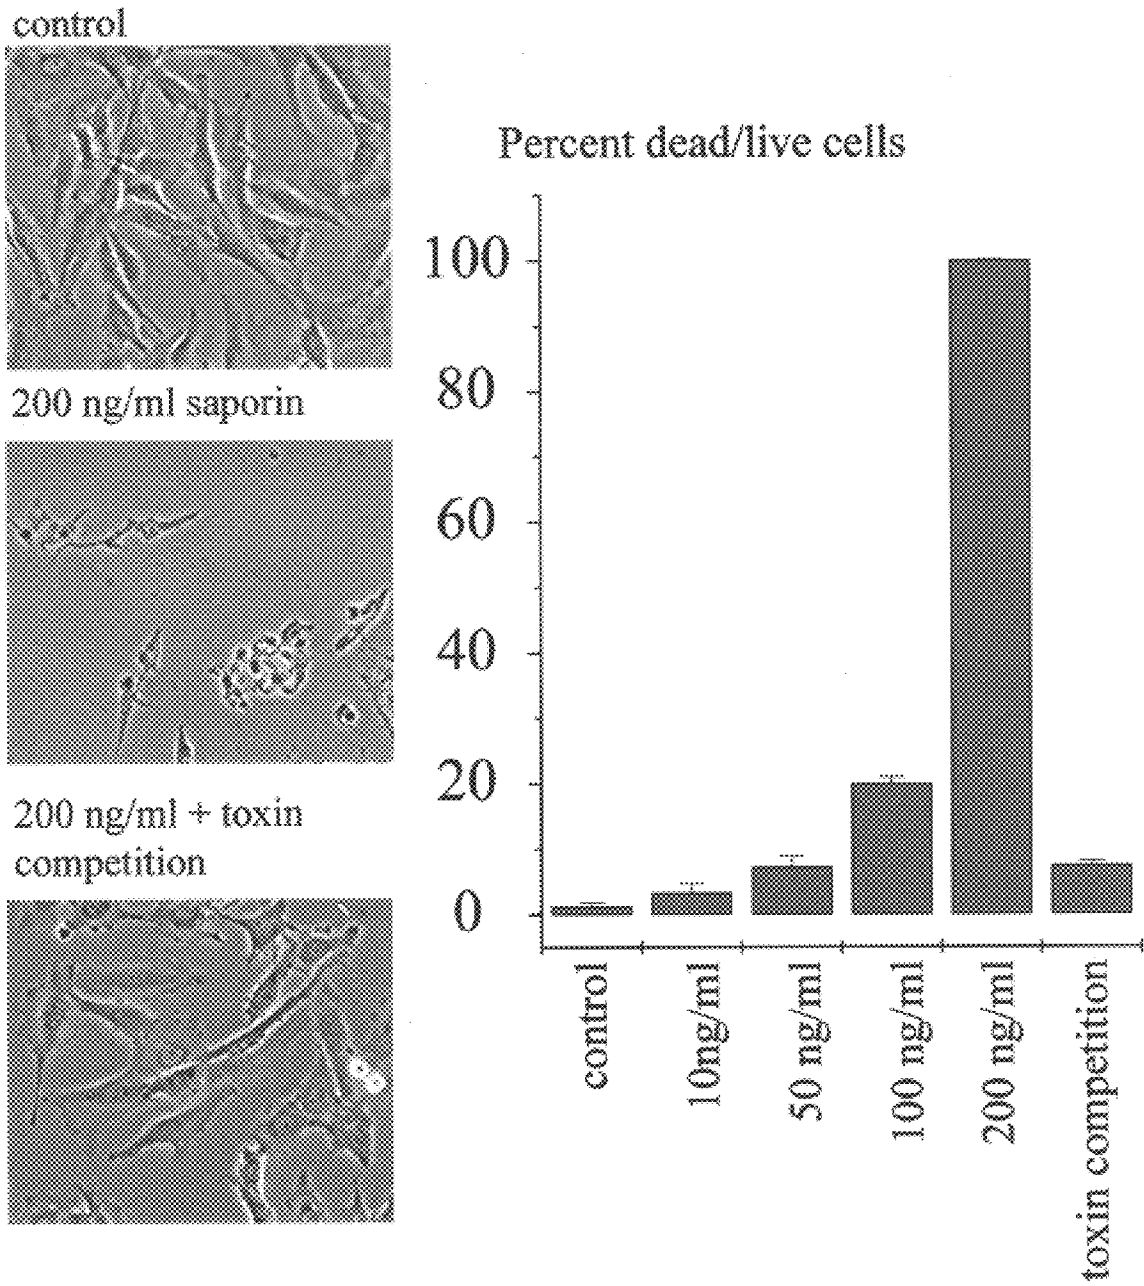 control
200 ng/ml saporin
200 ng/ml + toxin
competition
Percent dead/live cells
100
80
60
40
20
0
control
10ng/ml
50 ng/ml
100 ng/ml
200 ng/ml
toxin competition